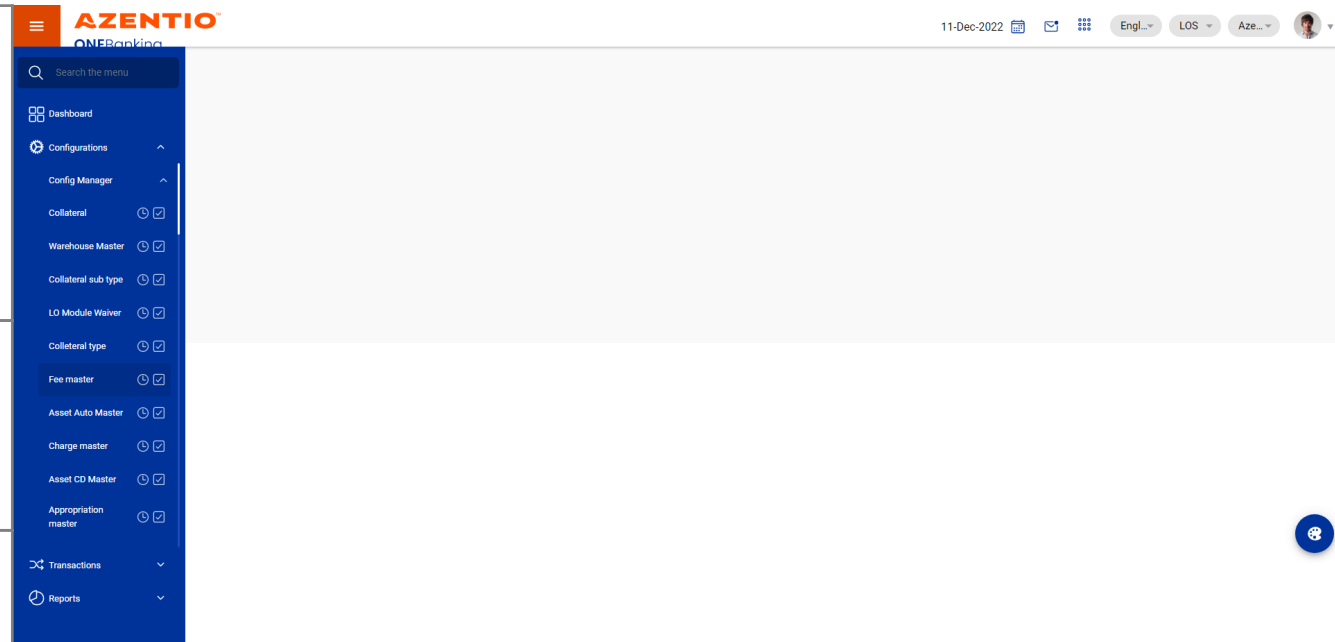 AZENTIO
ONEBanking
11-Dec-2022
Engl...
LOS
Aze...
Search the menu
Dashboard
Configurations
Config Manager
Collateral
Warehouse Master
Collateral sub type
LO Module Waiver
Colleteral type
Fee master
Asset Auto Master
Charge master
Asset CD Master
Appropriation
master
Transactions
Reports